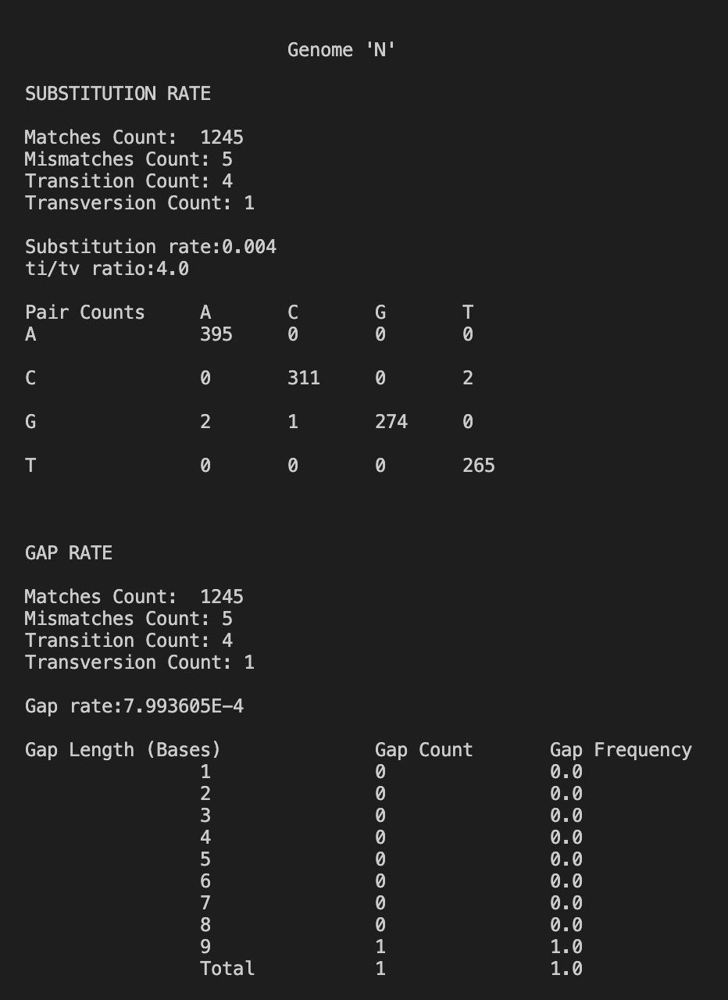 Genome 'N'
SUBSTITUTION RATE
Matches Count:  1245
Mismatches Count: 5
Transition Count: 4
Transversion Count: 1
Substitution rate:0.004
ti/tv ratio:4.0
Pair Counts     A       C       G       T
A               395     0       0       0
C               0       311     0       2
G               2       1       274     0
T               0       0       0       265
GAP RATE
Matches Count:  1245
Mismatches Count: 5
Transition Count: 4
Transversion Count: 1
Gap rate:7.993605E-4
Gap Length (Bases)              Gap Count       Gap Frequency
                1               0               0.0
                2               0               0.0
                3               0               0.0
                4               0               0.0
                5               0               0.0
                6               0               0.0
                7               0               0.0
                8               0               0.0
                9               1               1.0
                Total           1               1.0